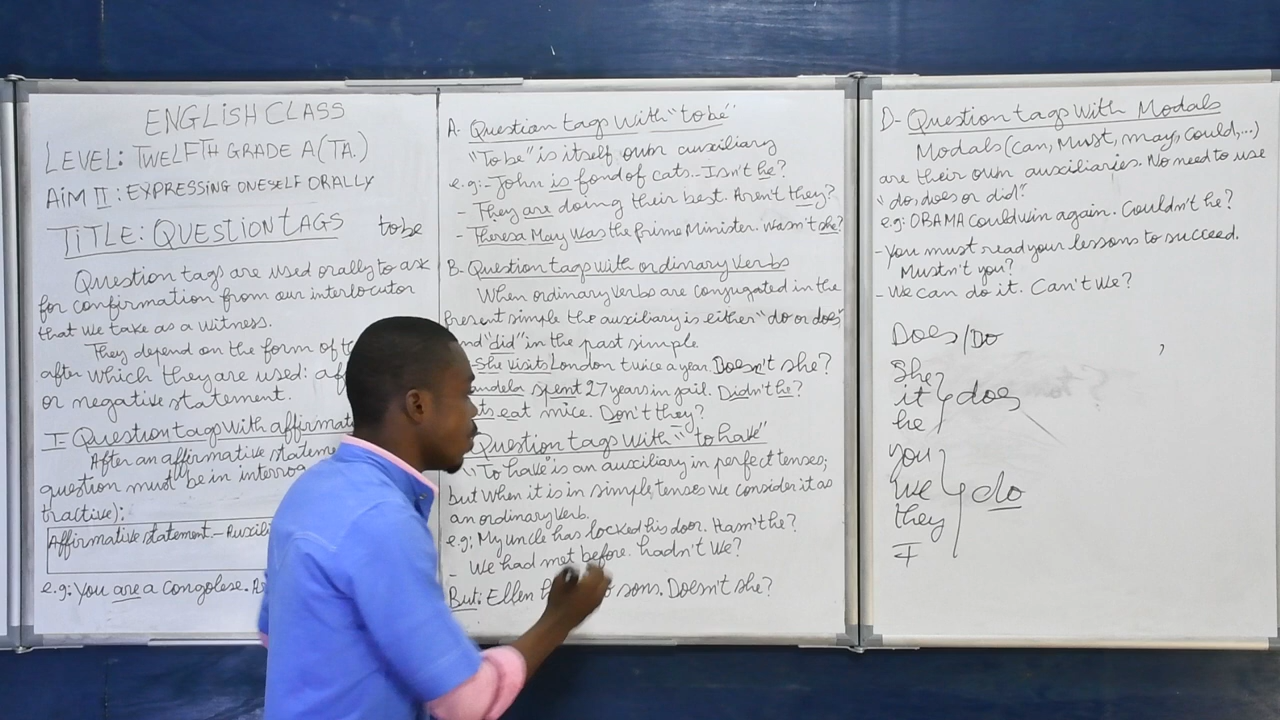 ENGLISH CLASS
LEVEL: TWELFTH GRADE A(TA.)
AIM II: EXPRESSING ONESELF ORALLY
TITLE: QUESTION TAGS to be
Question tags are used orally to ask
for confirmation from our interlocutor
that we take as a witness.
They depend on the form of
after which they are used:
or negative statement.
I- Question tags with
After an affirmative
question must be in
tractive):
Affirmative statement.-
e.g: You are a congolese.
A- Question tags with "to be"
"To be" is itself own auxiliary
e.g:- John is fond of cats.- Isn't he?
- They are doing their best. Aren't they?
- Theresa May was the prime Minister. Wasn't she?
B- Question tags with ordinary verbs
When ordinary verbs are conjugated in the
present simple the auxiliary is either "do or does"
and "did" in the past simple
She visits London twice a year. Doesn't she?
spent 27 years in jail. Didn't he?
eat mice. Don't they?
Question tags with "to have"
"To have" is an auxiliary in perfect tenses;
but when it is in simple tenses we consider it as
an ordinary verb.
e.g: My uncle has locked his door. Hasn't he?
- We had met before. hadn't we?
But: Ellen sons. Doesn't she?
D- Question tags with Modals
Modals (can, Must, may, could,...)
are their own auxiliaries. No need to use
"do, does or did".
e.g: OBAMA could win again. Couldn't he?
- You must read your lessons to succeed.
Mustn't you?
- We can do it. Can't we?
Does/Do
She
it does
he
you
we do
they
I